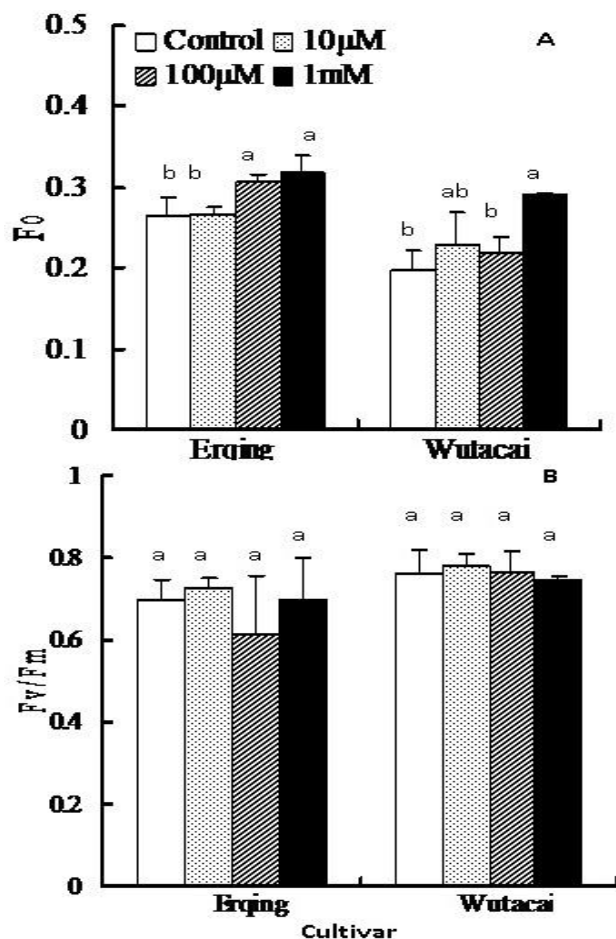 0.5
Control 10μM A
100μM 1mM
0.4
a
b b a a
0.3
ab
b b
0.2
F0
0.1
0
Erqing Wutacai
1 B
a a a
a a a a a
0.8
0.6
Fv/Fm
0.4
0.2
0
Erqing Wutacai
Cultivar